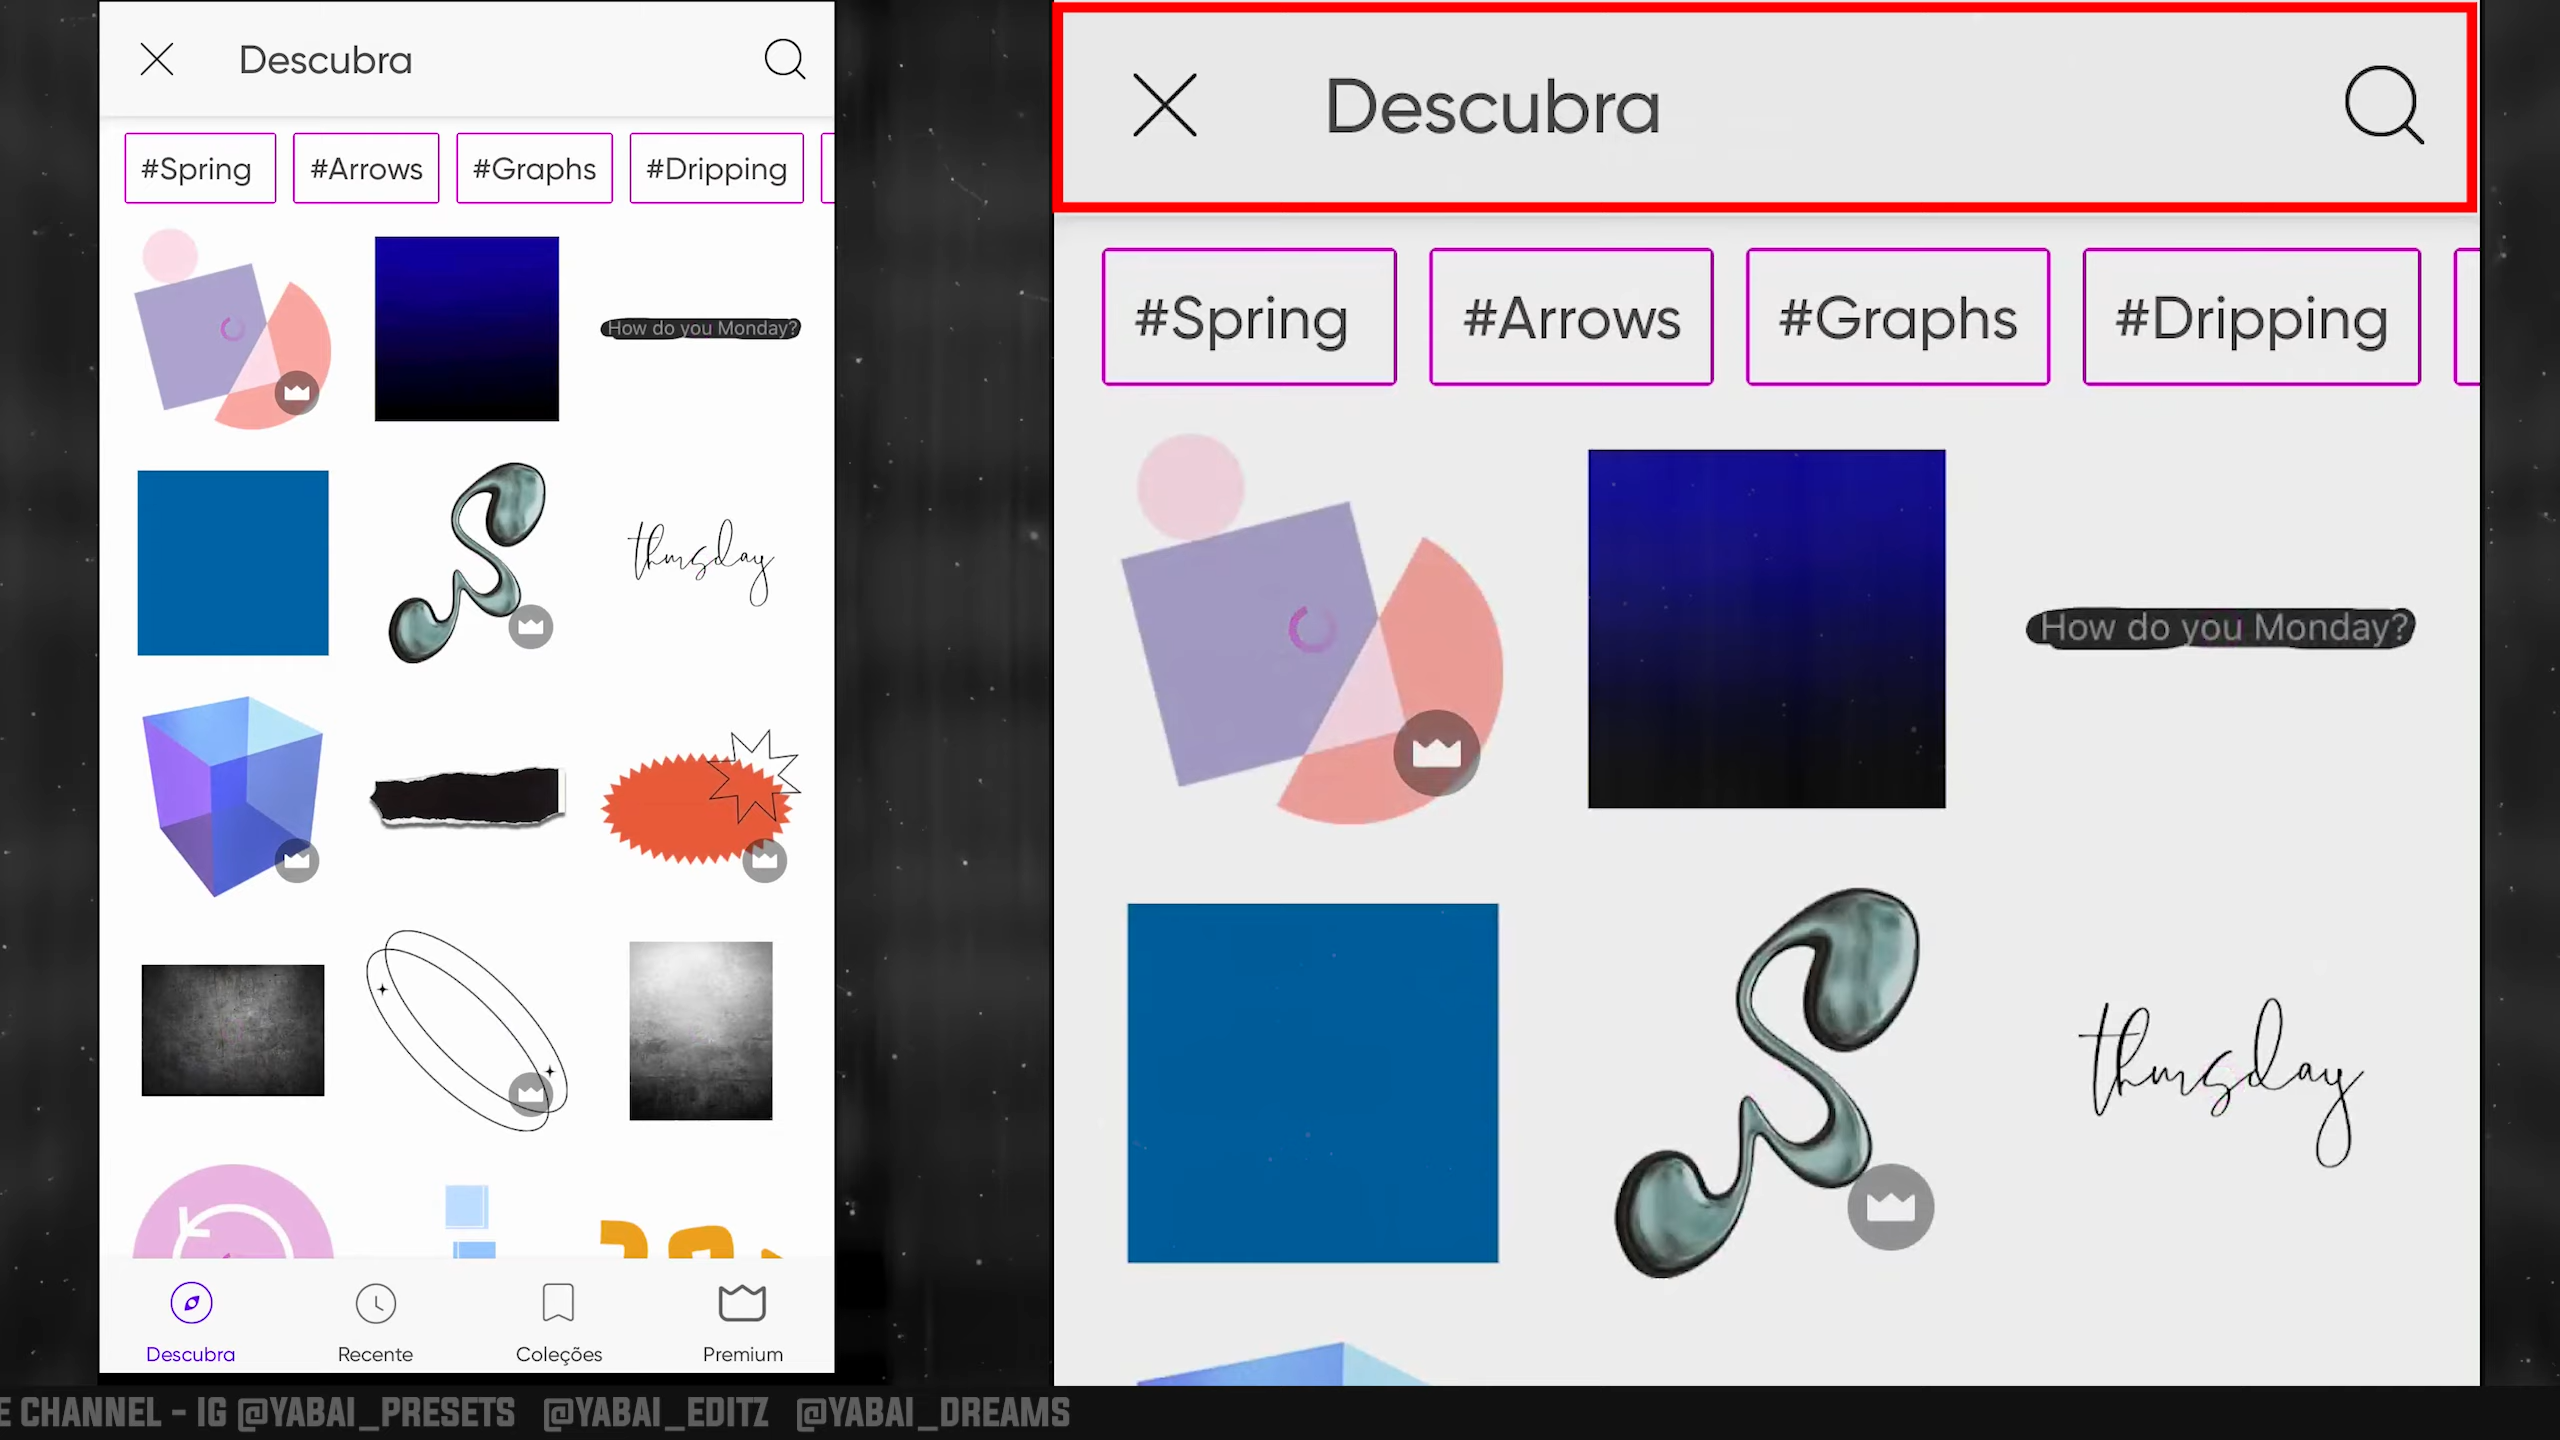 Descubra
#Spring #Arrows #Graphs #Dripping
How do you Monday?
thursday
Descubra Recente Coleções Premium
Descubra
#Spring #Arrows #Graphs #Dripping
How do you Monday?
thursday
E CHANNEL - IG @YABAI_PRESETS @YABAI_EDITZ @YABAI_DREAMS